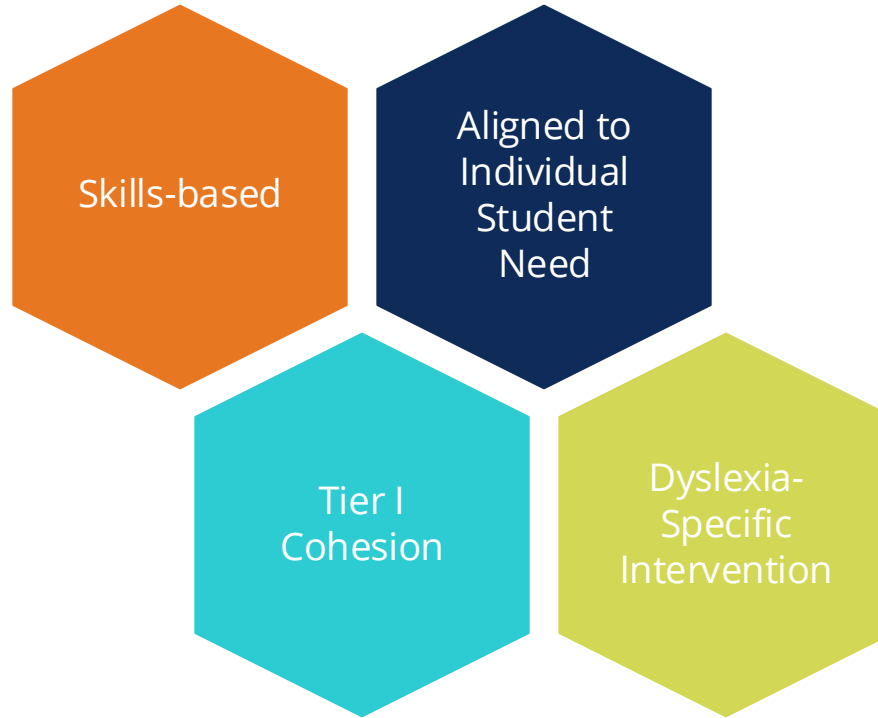 Skills-based
Aligned to
Individual
Student
Need
Tier I
Cohesion
Dyslexia-
Specific
Intervention